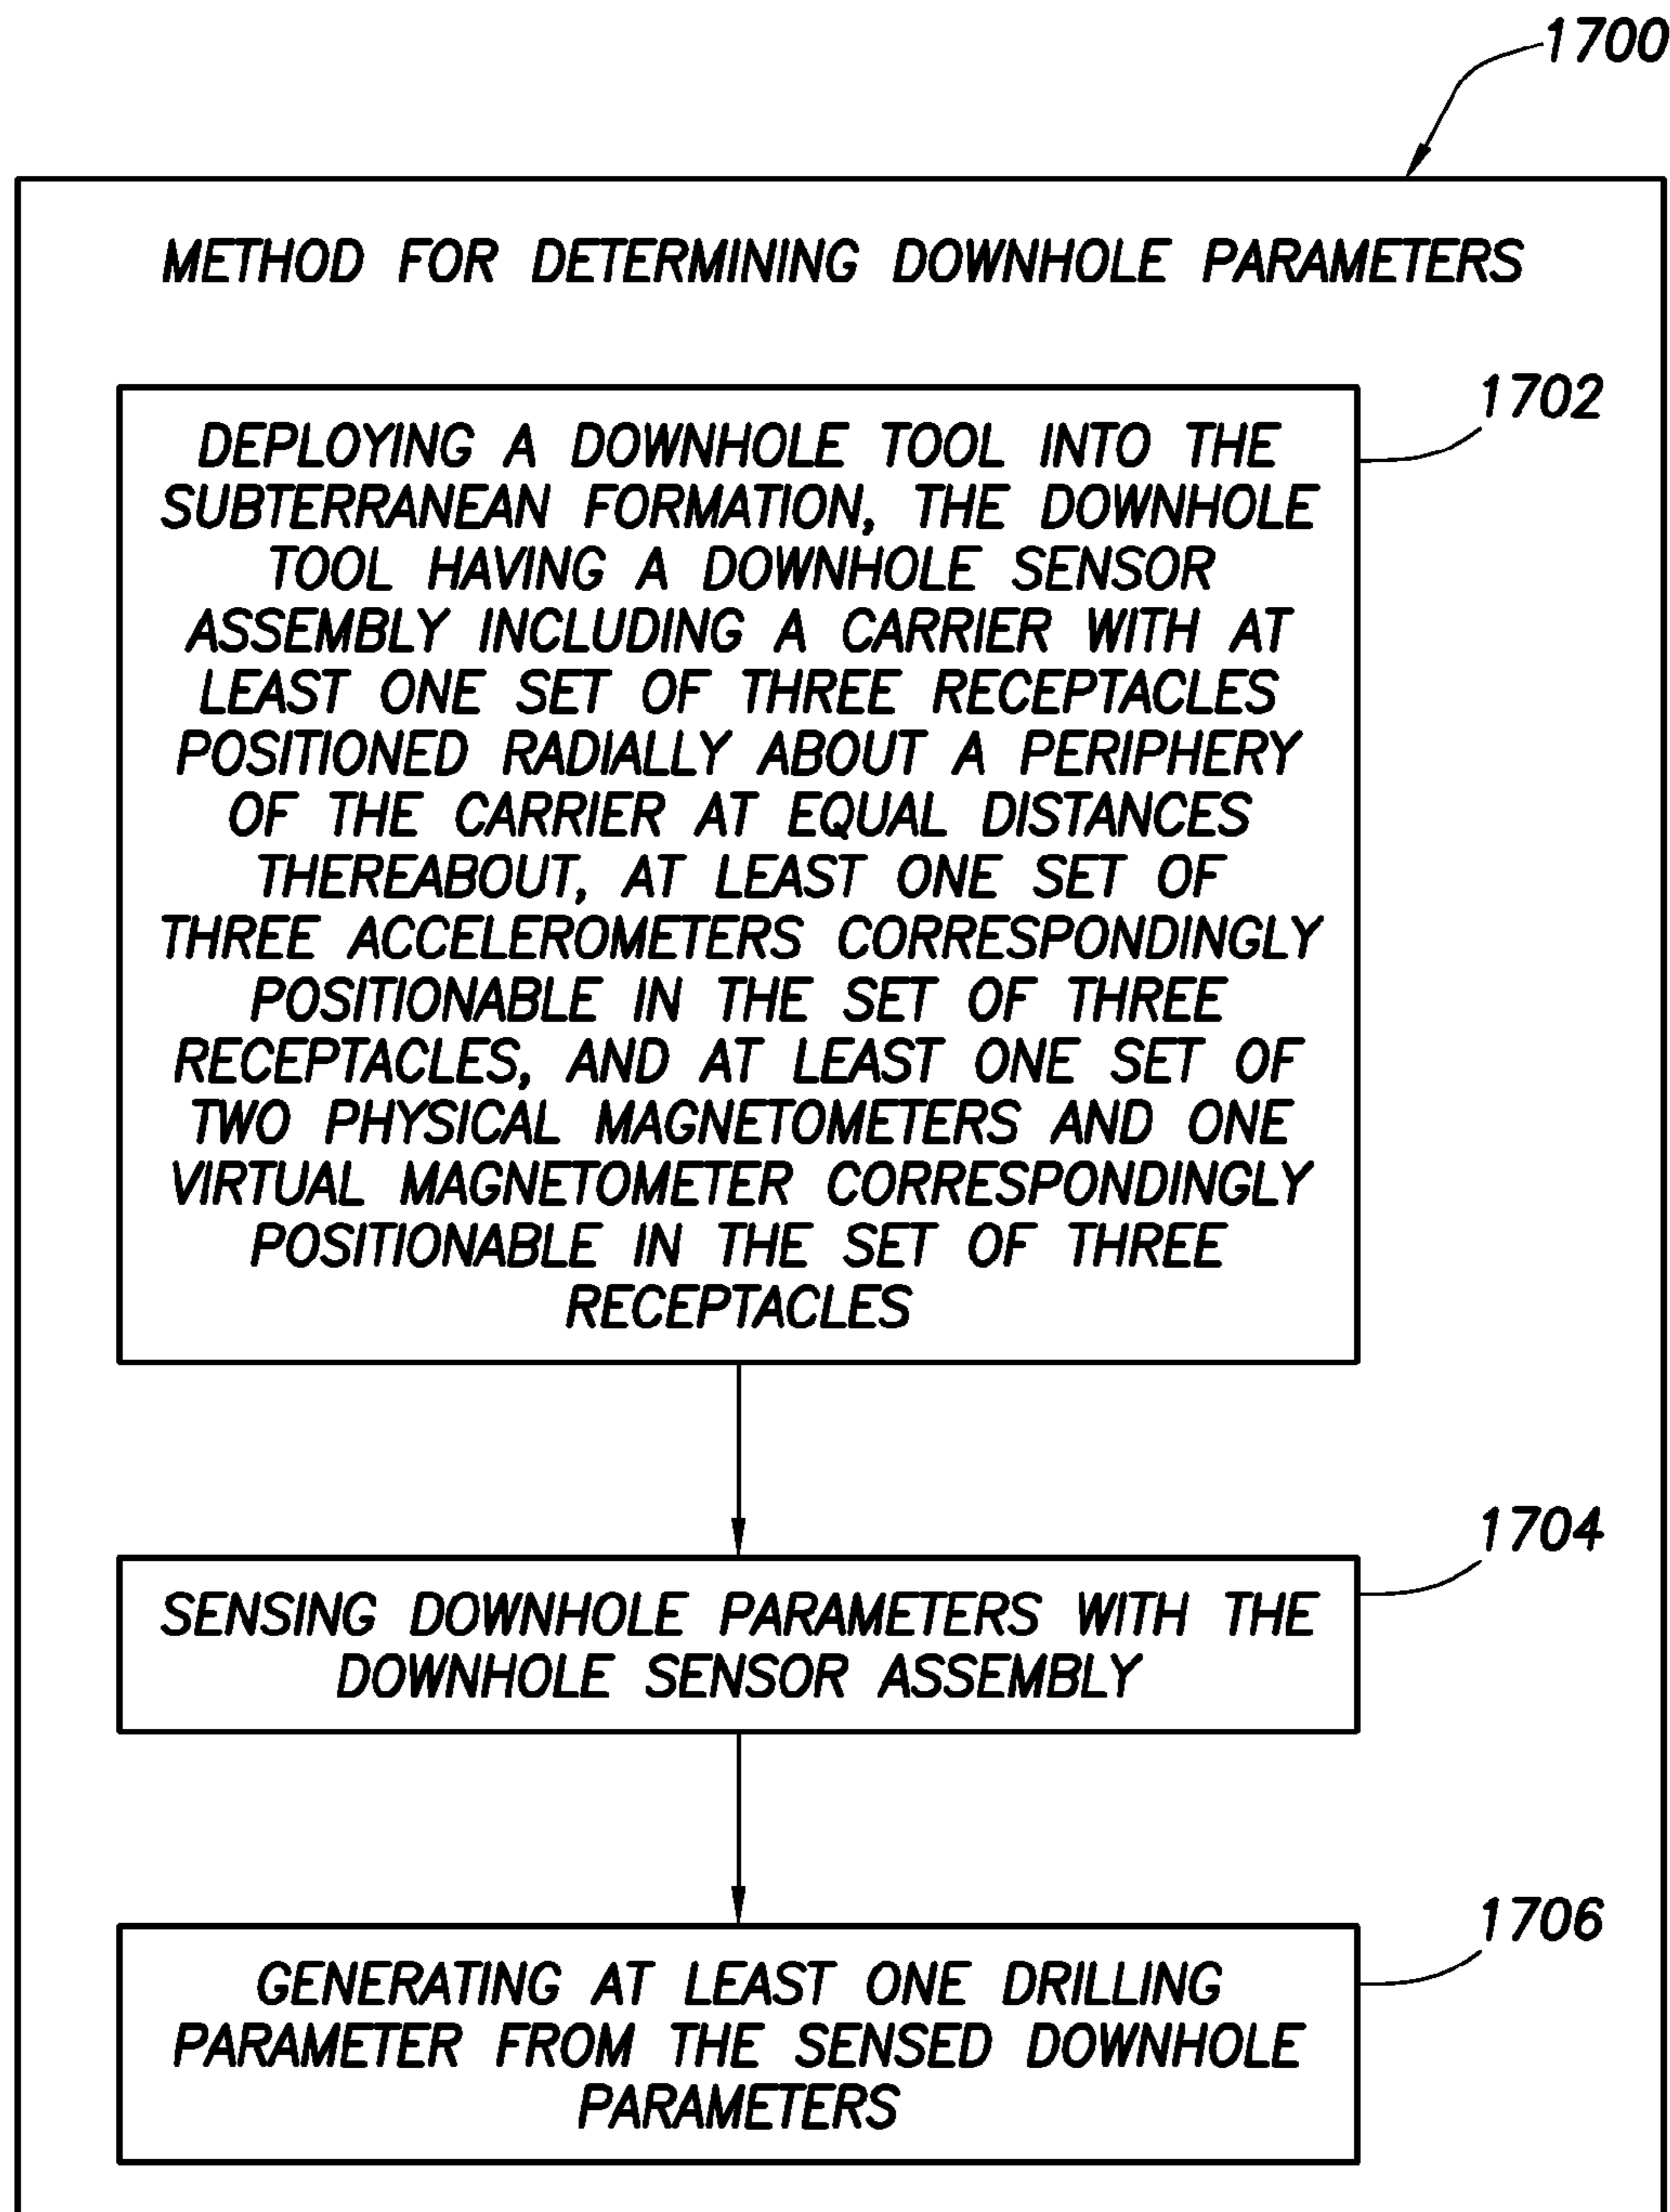 1700
METHOD FOR DETERMINING DOWNHOLE PARAMETERS
1702
DEPLOYING A DOWNHOLE TOOL INTO THE
SUBTERRANEAN FORMATION, THE DOWNHOLE
TOOL HAVING A DOWNHOLE SENSOR
ASSEMBLY INCLUDING A CARRIER WITH AT
LEAST ONE SET OF THREE RECEPTACLES
POSITIONED RADIALLY ABOUT A PERIPHERY
OF THE CARRIER AT EQUAL DISTANCES
THEREABOUT, AT LEAST ONE SET OF
THREE ACCELEROMETERS CORRESPONDINGLY
POSITIONABLE IN THE SET OF THREE
RECEPTACLES, AND AT LEAST ONE SET OF
TWO PHYSICAL MAGNETOMETERS AND ONE
VIRTUAL MAGNETOMETER CORRESPONDINGLY
POSITIONABLE IN THE SET OF THREE
RECEPTACLES
1704
SENSING DOWNHOLE PARAMETERS WITH THE
DOWNHOLE SENSOR ASSEMBLY
1706
GENERATING AT LEAST ONE DRILLING
PARAMETER FROM THE SENSED DOWNHOLE
PARAMETERS